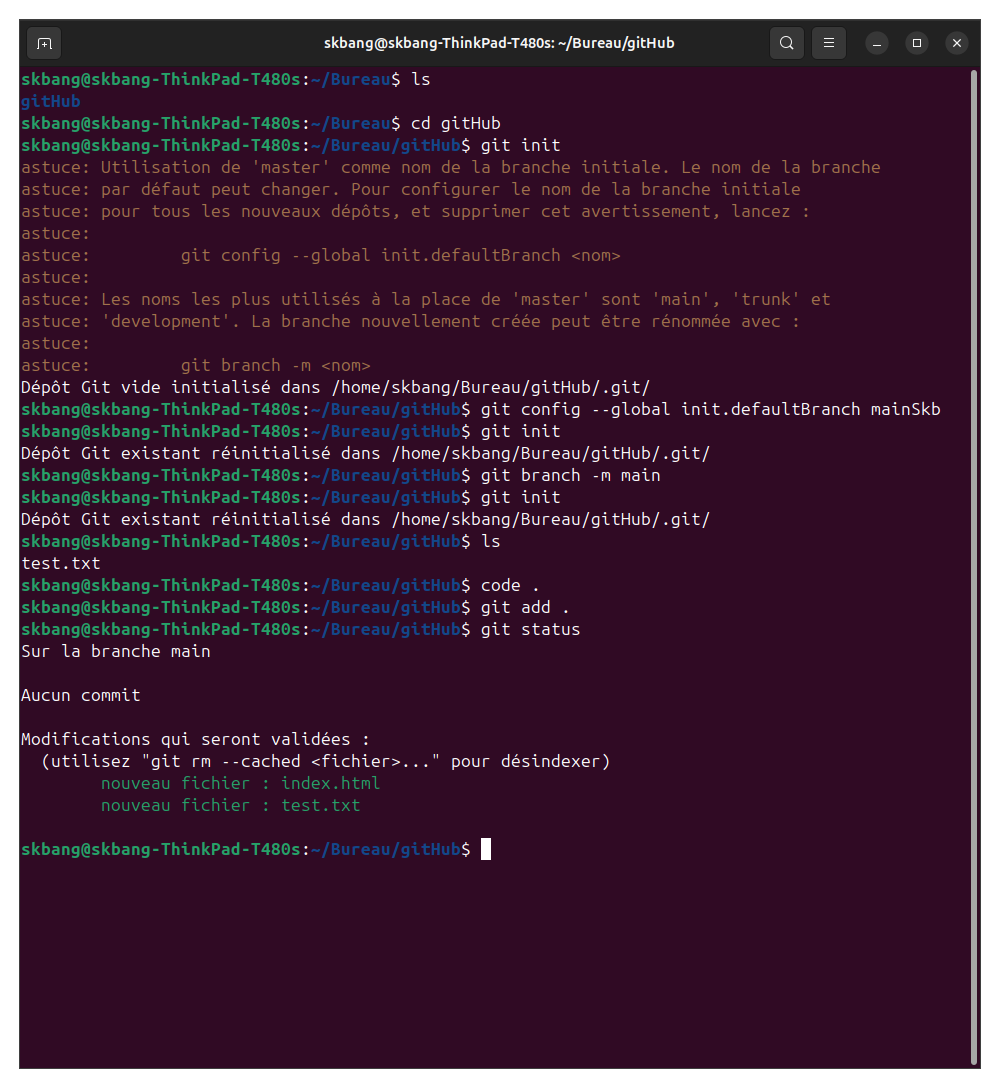 skbang@skbang-ThinkPad-T480s: ~/Bureau/gitHub
skbang@skbang-ThinkPad-T480s:~/Bureau$ ls
gitHub
skbang@skbang-ThinkPad-T480s:~/Bureau$ cd gitHub
skbang@skbang-ThinkPad-T480s:~/Bureau/gitHub$ git init
astuce: Utilisation de 'master' comme nom de la branche initiale. Le nom de la branche
astuce: par défaut peut changer. Pour configurer le nom de la branche initiale
astuce: pour tous les nouveaux dépôts, et supprimer cet avertissement, lancez :
astuce:
astuce:         git config --global init.defaultBranch <nom>
astuce:
astuce: Les noms les plus utilisés à la place de 'master' sont 'main', 'trunk' et
astuce: 'development'. La branche nouvellement créée peut être rénommée avec :
astuce:
astuce:         git branch -m <nom>
Dépôt Git vide initialisé dans /home/skbang/Bureau/gitHub/.git/
skbang@skbang-ThinkPad-T480s:~/Bureau/gitHub$ git config --global init.defaultBranch mainSkb
skbang@skbang-ThinkPad-T480s:~/Bureau/gitHub$ git init
Dépôt Git existant réinitialisé dans /home/skbang/Bureau/gitHub/.git/
skbang@skbang-ThinkPad-T480s:~/Bureau/gitHub$ git branch -m main
skbang@skbang-ThinkPad-T480s:~/Bureau/gitHub$ git init
Dépôt Git existant réinitialisé dans /home/skbang/Bureau/gitHub/.git/
skbang@skbang-ThinkPad-T480s:~/Bureau/gitHub$ ls
test.txt
skbang@skbang-ThinkPad-T480s:~/Bureau/gitHub$ code .
skbang@skbang-ThinkPad-T480s:~/Bureau/gitHub$ git add .
skbang@skbang-ThinkPad-T480s:~/Bureau/gitHub$ git status
Sur la branche main

Aucun commit

Modifications qui seront validées :
  (utilisez "git rm --cached <fichier>..." pour désindexer)
        nouveau fichier : index.html
        nouveau fichier : test.txt

skbang@skbang-ThinkPad-T480s:~/Bureau/gitHub$